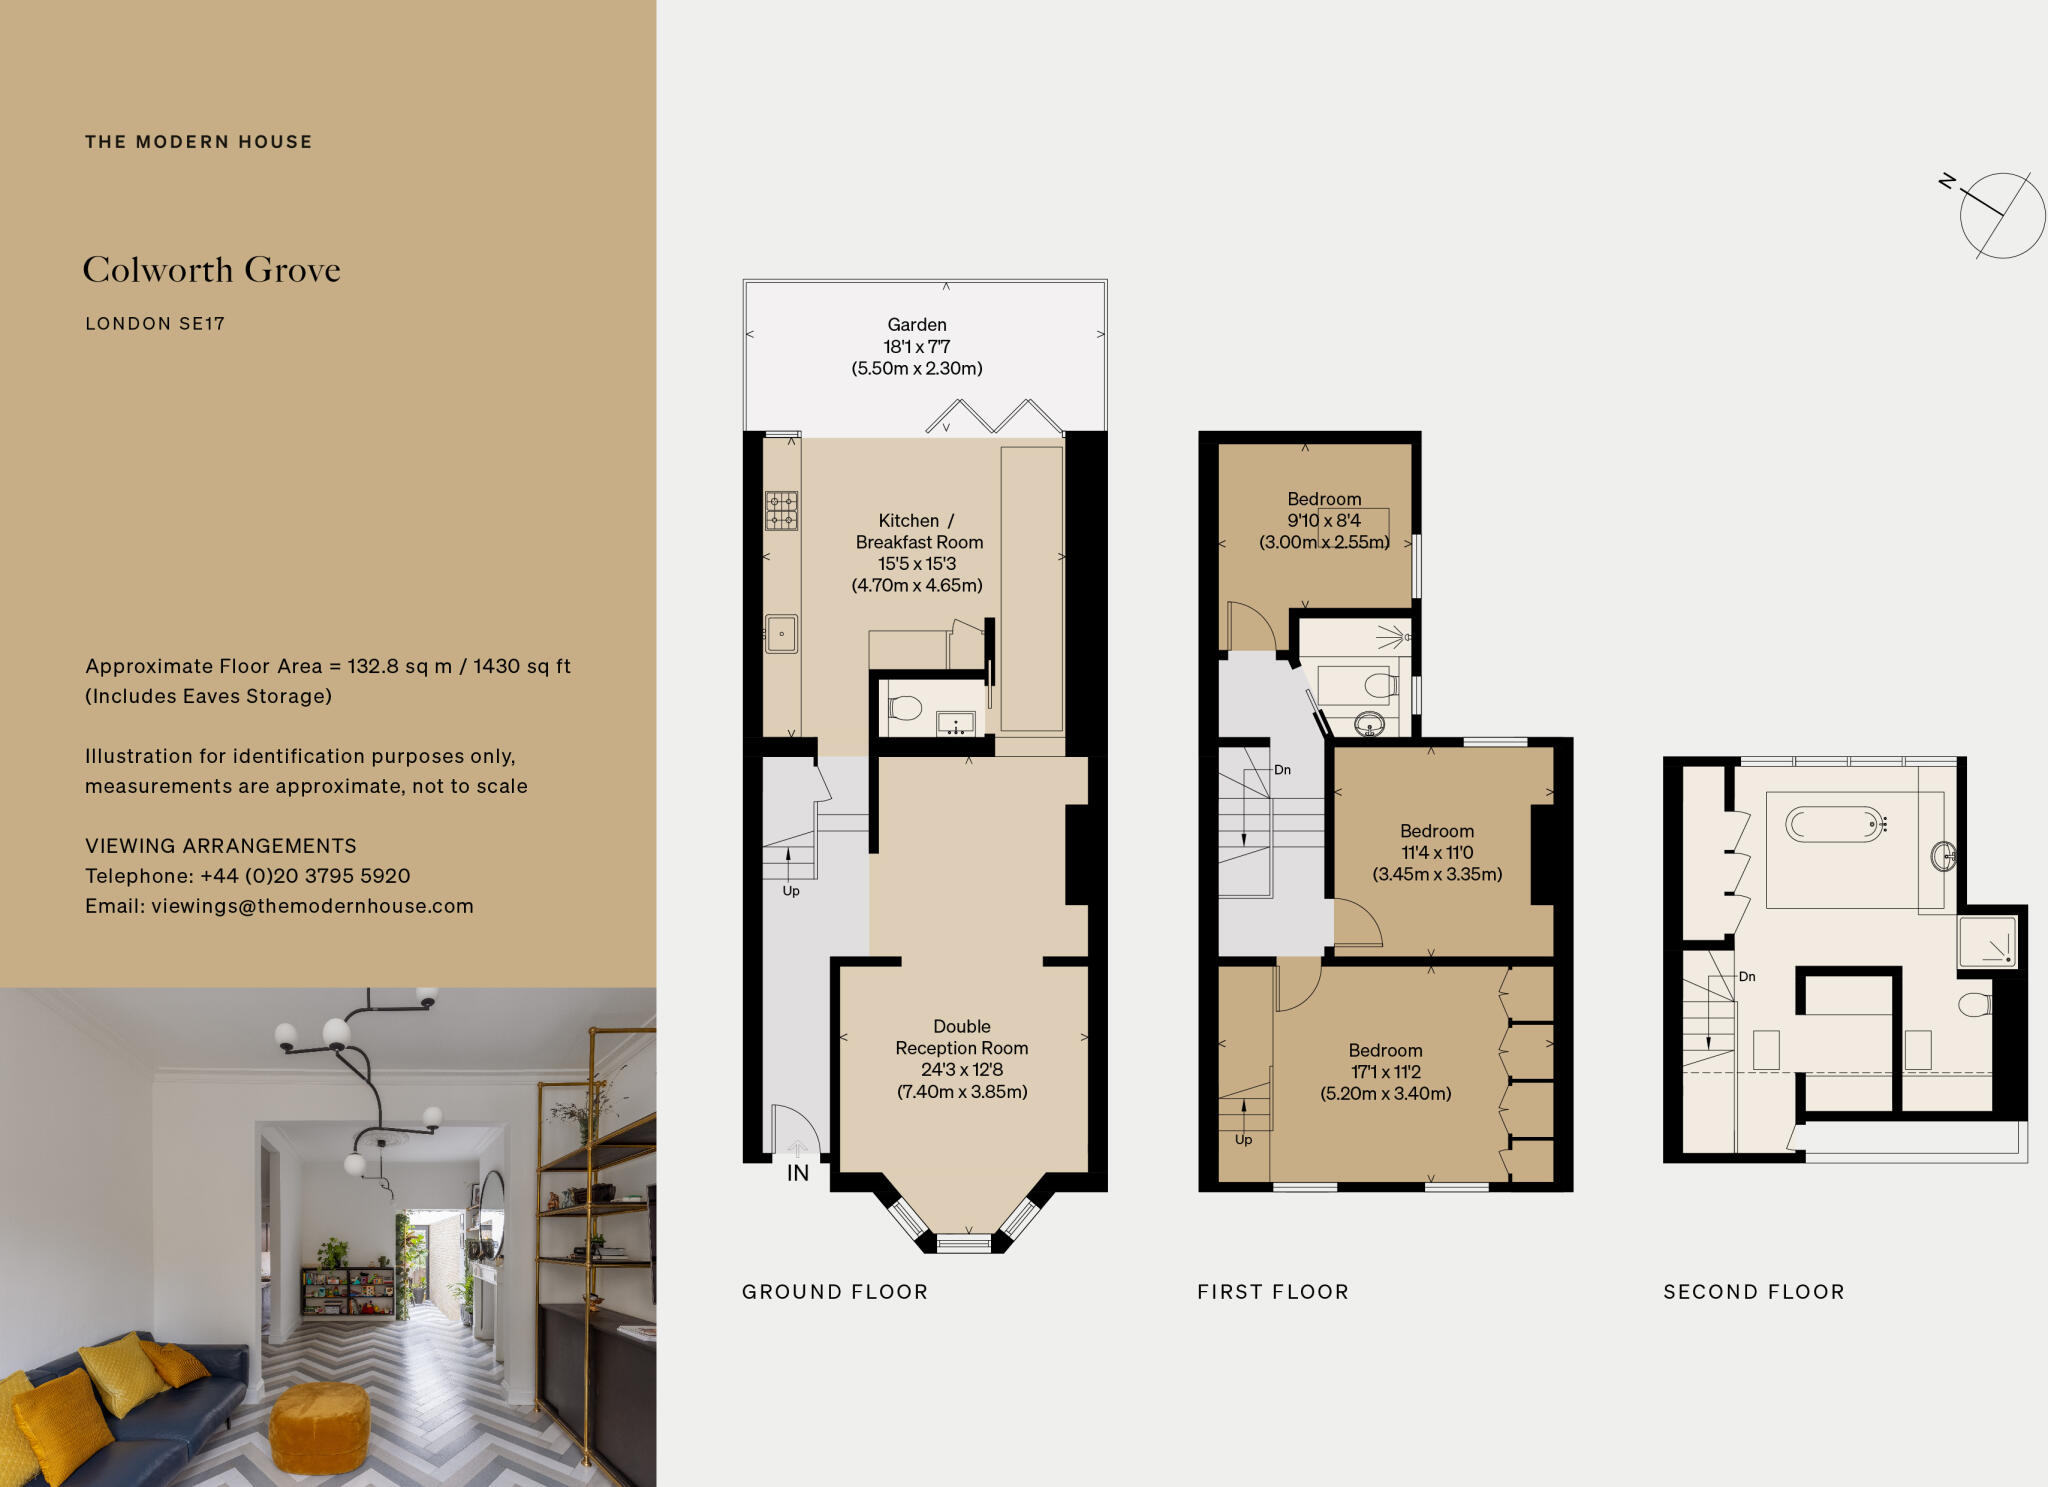 THE MODERN HOUSE
Colworth Grove
LONDON SE17
Approximate Floor Area = 132.8 sq m / 1430 sq ft
(Includes Eaves Storage)
Illustration for identification purposes only,
measurements are approximate, not to scale
VIEWING ARRANGEMENTS
Telephone: +44 (0)20 3795 5920
Email: viewings@themodernhouse.com
N
Garden
18'1 x 7'7
(5.50m x 2.30m)
Kitchen /
Breakfast Room
15'5 x 15'3
(4.70m x 4.65m)
Up
Double
Reception Room
24'3 x 12'8
(7.40m x 3.85m)
IN
GROUND FLOOR
Bedroom
9'10 x 8'4
(3.00m x 2.55m)
Dn
Bedroom
11'4 x 11'0
(3.45m x 3.35m)
Bedroom
17'1 x 11'2
(5.20m x 3.40m)
Up
FIRST FLOOR
Dn
SECOND FLOOR